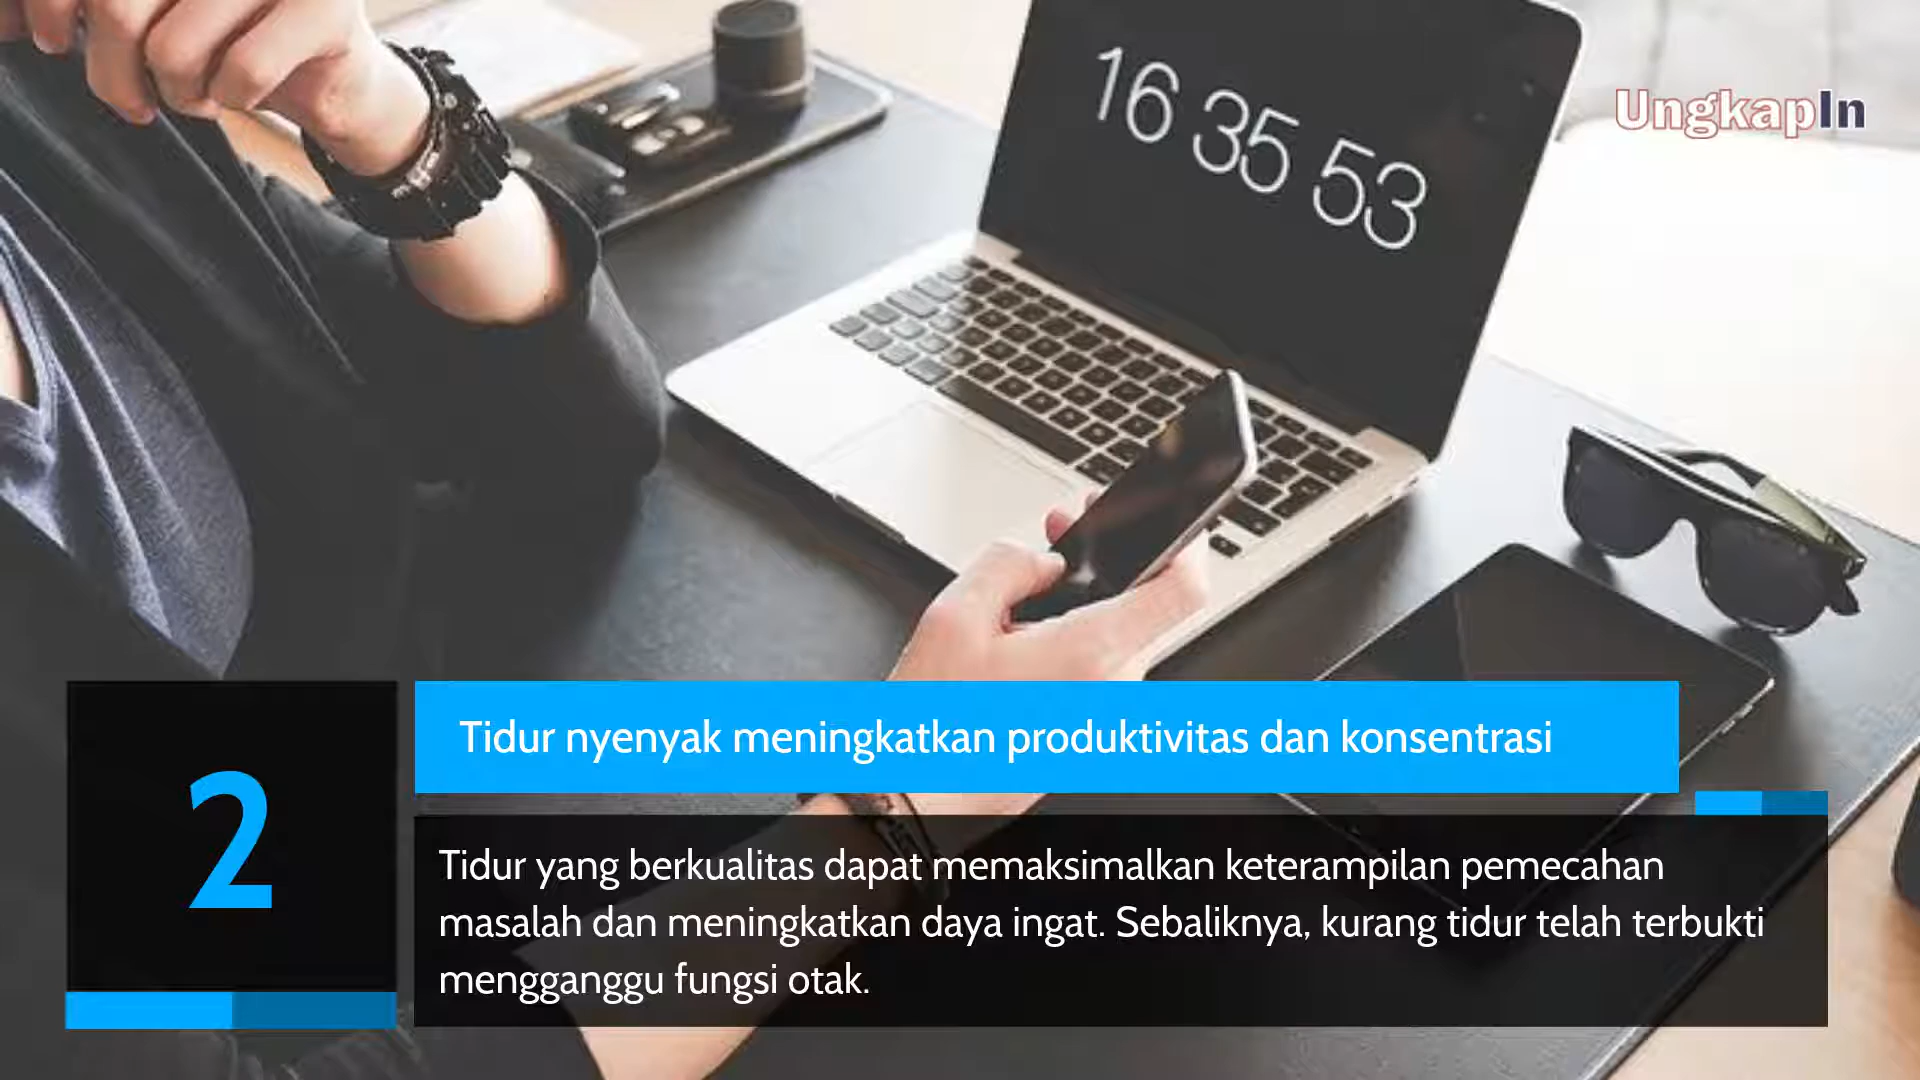 16 35 53
UngkapIn
2
Tidur nyenyak meningkatkan produktivitas dan konsentrasi
Tidur yang berkualitas dapat memaksimalkan keterampilan pemecahan
masalah dan meningkatkan daya ingat. Sebaliknya, kurang tidur telah terbukti
mengganggu fungsi otak.